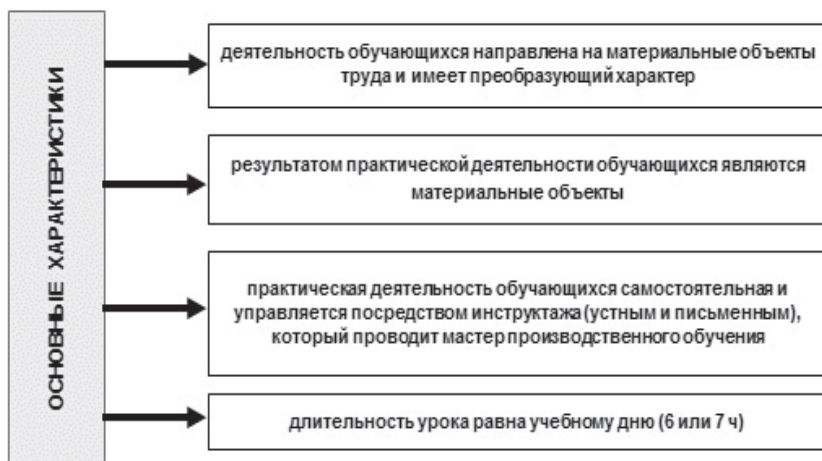 ОСНОВНЫЕ ХАРАКТЕРИСТИКИ
деятельность обучающихся направлена на материальные объекты
труда и имеет преобразующий характер
результатом практической деятельности обучающихся являются
материальные объекты
практическая деятельность обучающихся самостоятельная и
управляется посредством инструктажа (устным и письменным),
который проводит мастер производственного обучения
длительность урока равна учебному дню (6 или 7 ч)